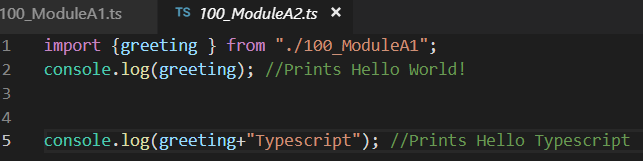 100_ModuleA1.ts
TS 100_ModuleA2.ts ×
1 import {greeting } from "./100_ModuleA1";
2 console.log(greeting); //Prints Hello World!
3
4
5 console.log(greeting+"Typescript"); //Prints Hello Typescript